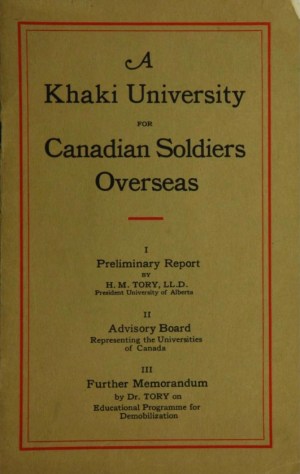 A
Khaki University
FOR
Canadian Soldiers
Overseas
I
Preliminary Report
BY
H. M. TORY, LL.D.
President University of Alberta
II
Advisory Board
Representing the Universities
of Canada
III
Further Memorandum
by Dr. TORY on
Educational Programme for
Demobilization